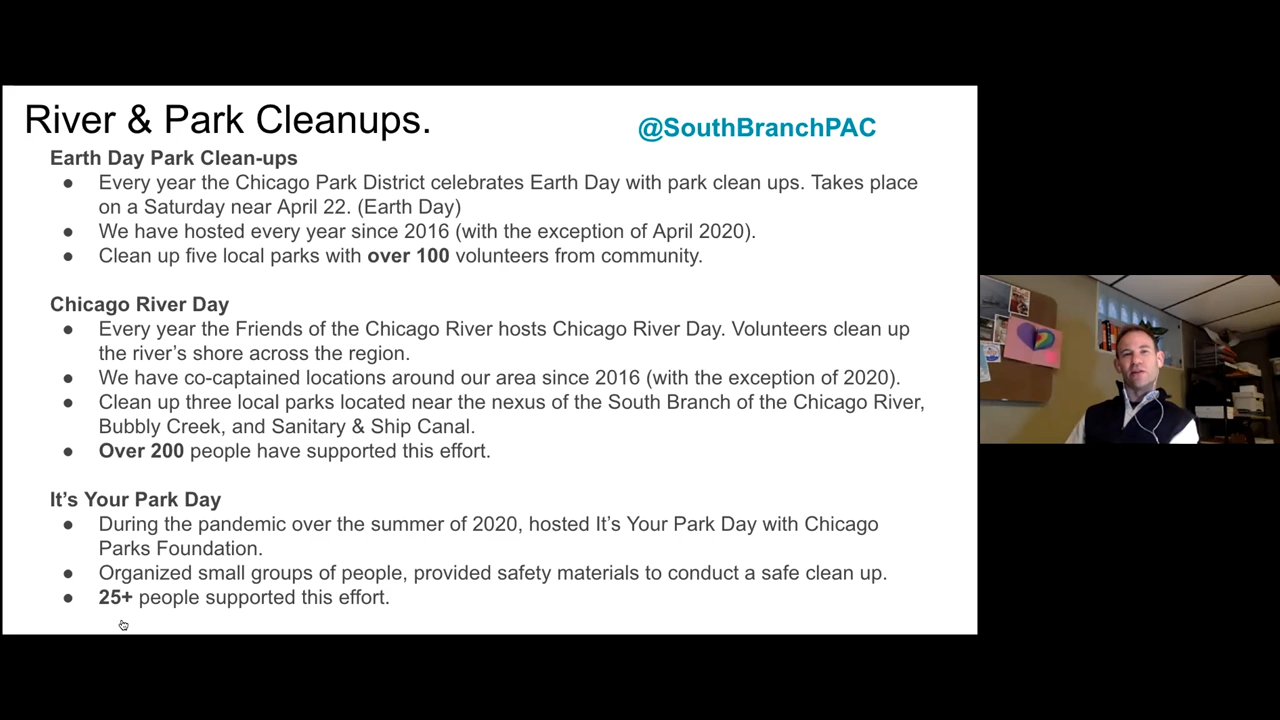 River & Park Cleanups.
@SouthBranchPAC
Earth Day Park Clean-ups
● Every year the Chicago Park District celebrates Earth Day with park clean ups. Takes place
on a Saturday near April 22. (Earth Day)
● We have hosted every year since 2016 (with the exception of April 2020).
● Clean up five local parks with over 100 volunteers from community.
Chicago River Day
● Every year the Friends of the Chicago River hosts Chicago River Day. Volunteers clean up
the river’s shore across the region.
● We have co-captained locations around our area since 2016 (with the exception of 2020).
● Clean up three local parks located near the nexus of the South Branch of the Chicago River,
Bubbly Creek, and Sanitary & Ship Canal.
● Over 200 people have supported this effort.
It’s Your Park Day
● During the pandemic over the summer of 2020, hosted It’s Your Park Day with Chicago
Parks Foundation.
● Organized small groups of people, provided safety materials to conduct a safe clean up.
● 25+ people supported this effort.